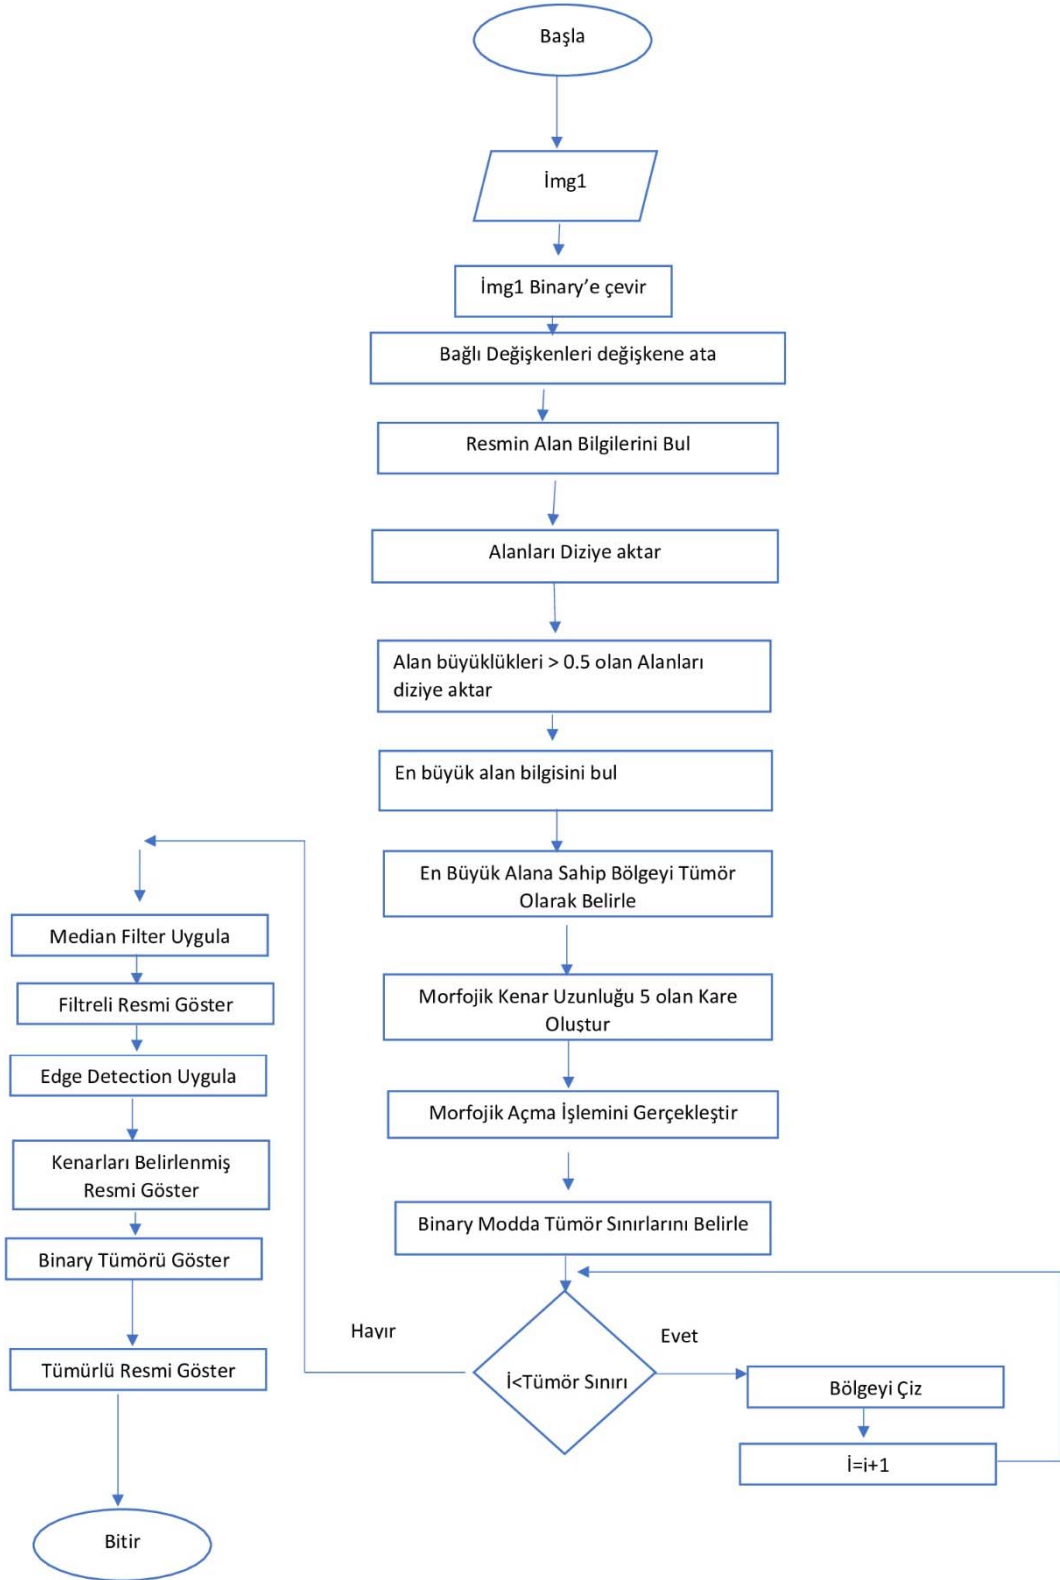 Başla
İmg1
İmg1 Binary’e çevir
Bağlı Değişkenleri değişkene ata
Resmin Alan Bilgilerini Bul
Alanları Diziye aktar
Alan büyüklükleri > 0.5 olan Alanları
diziye aktar
En büyük alan bilgisini bul
En Büyük Alana Sahip Bölgeyi Tümör
Olarak Belirle
Morfojik Kenar Uzunluğu 5 olan Kare
Oluştur
Morfojik Açma İşlemini Gerçekleştir
Binary Modda Tümör Sınırlarını Belirle
İ<Tümör Sınırı
Evet
Bölgeyi Çiz
İ=i+1
Hayır
Median Filter Uygula
Filtreli Resmi Göster
Edge Detection Uygula
Kenarları Belirlenmiş
Resmi Göster
Binary Tümörü Göster
Tümürlü Resmi Göster
Bitir